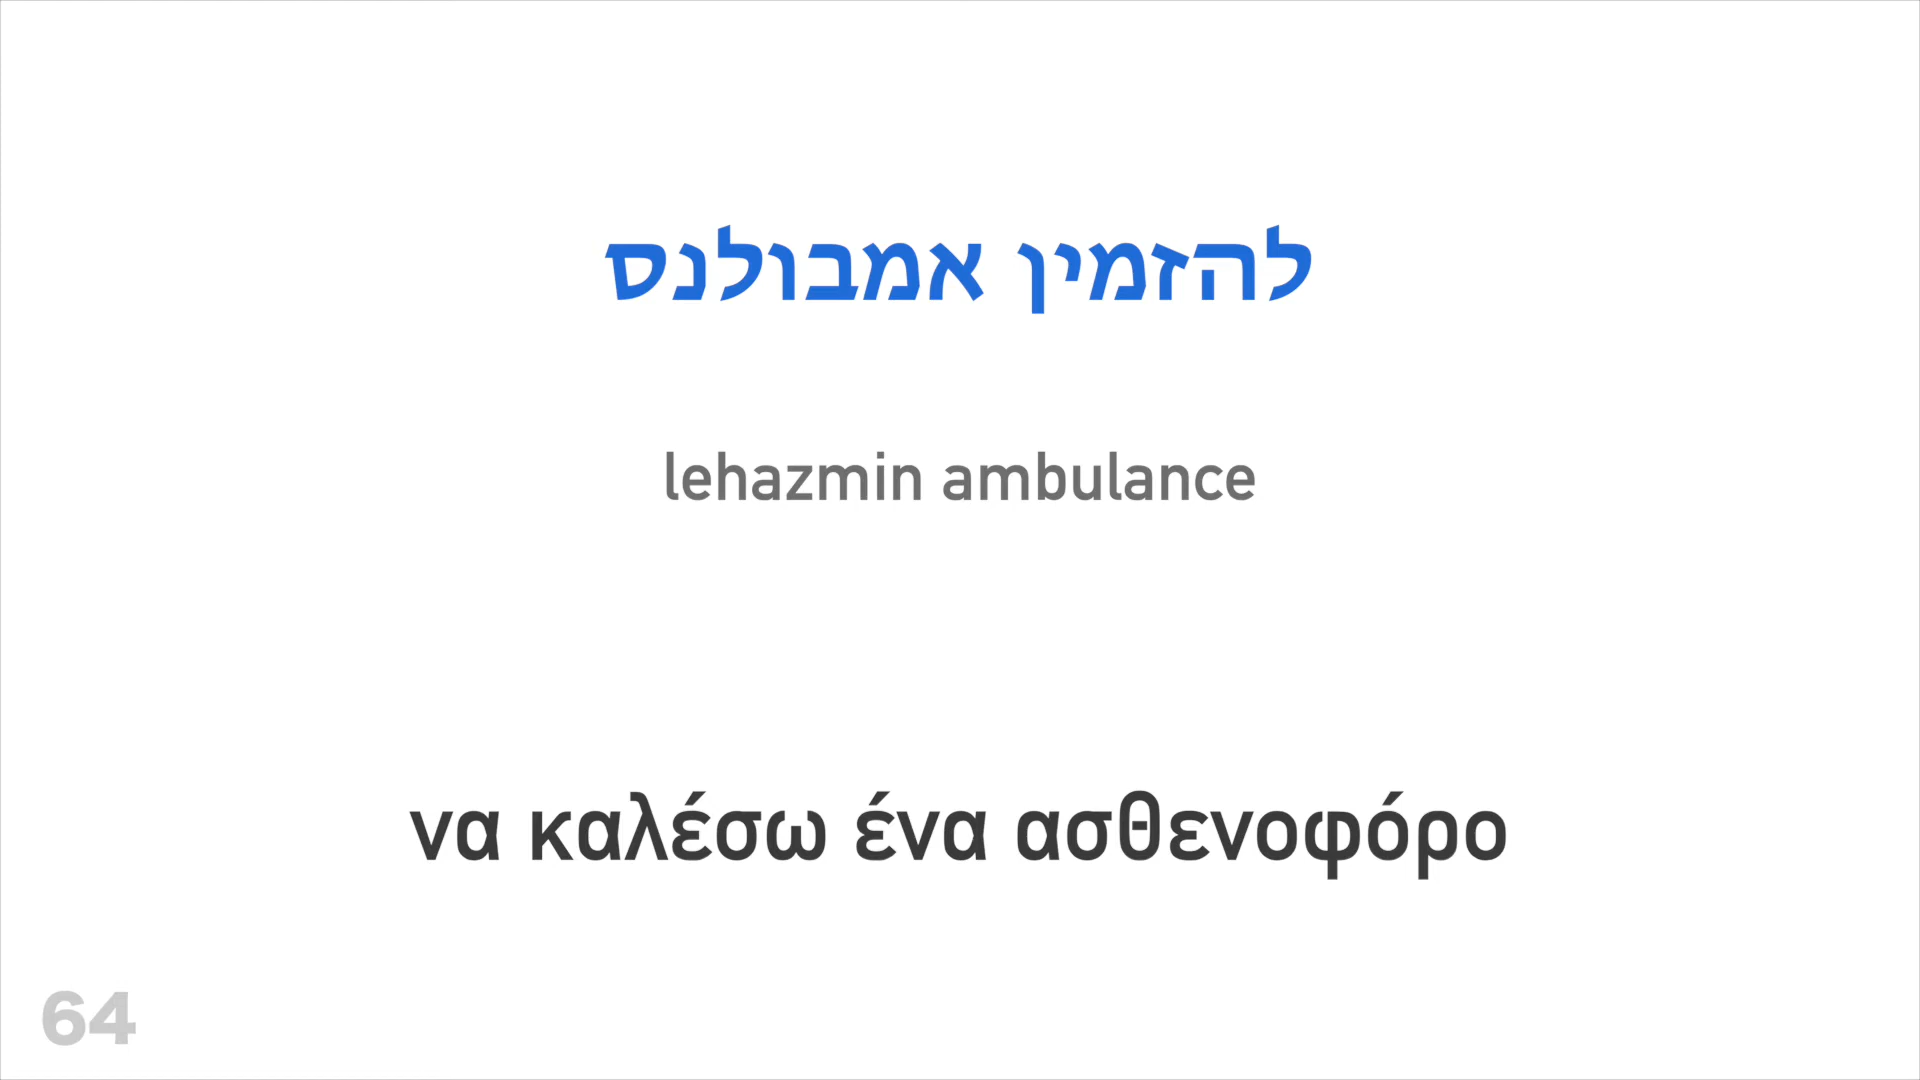 להזמין אמבולנס
lehazmin ambulance
να καλέσω ένα ασθενοφόρο
64